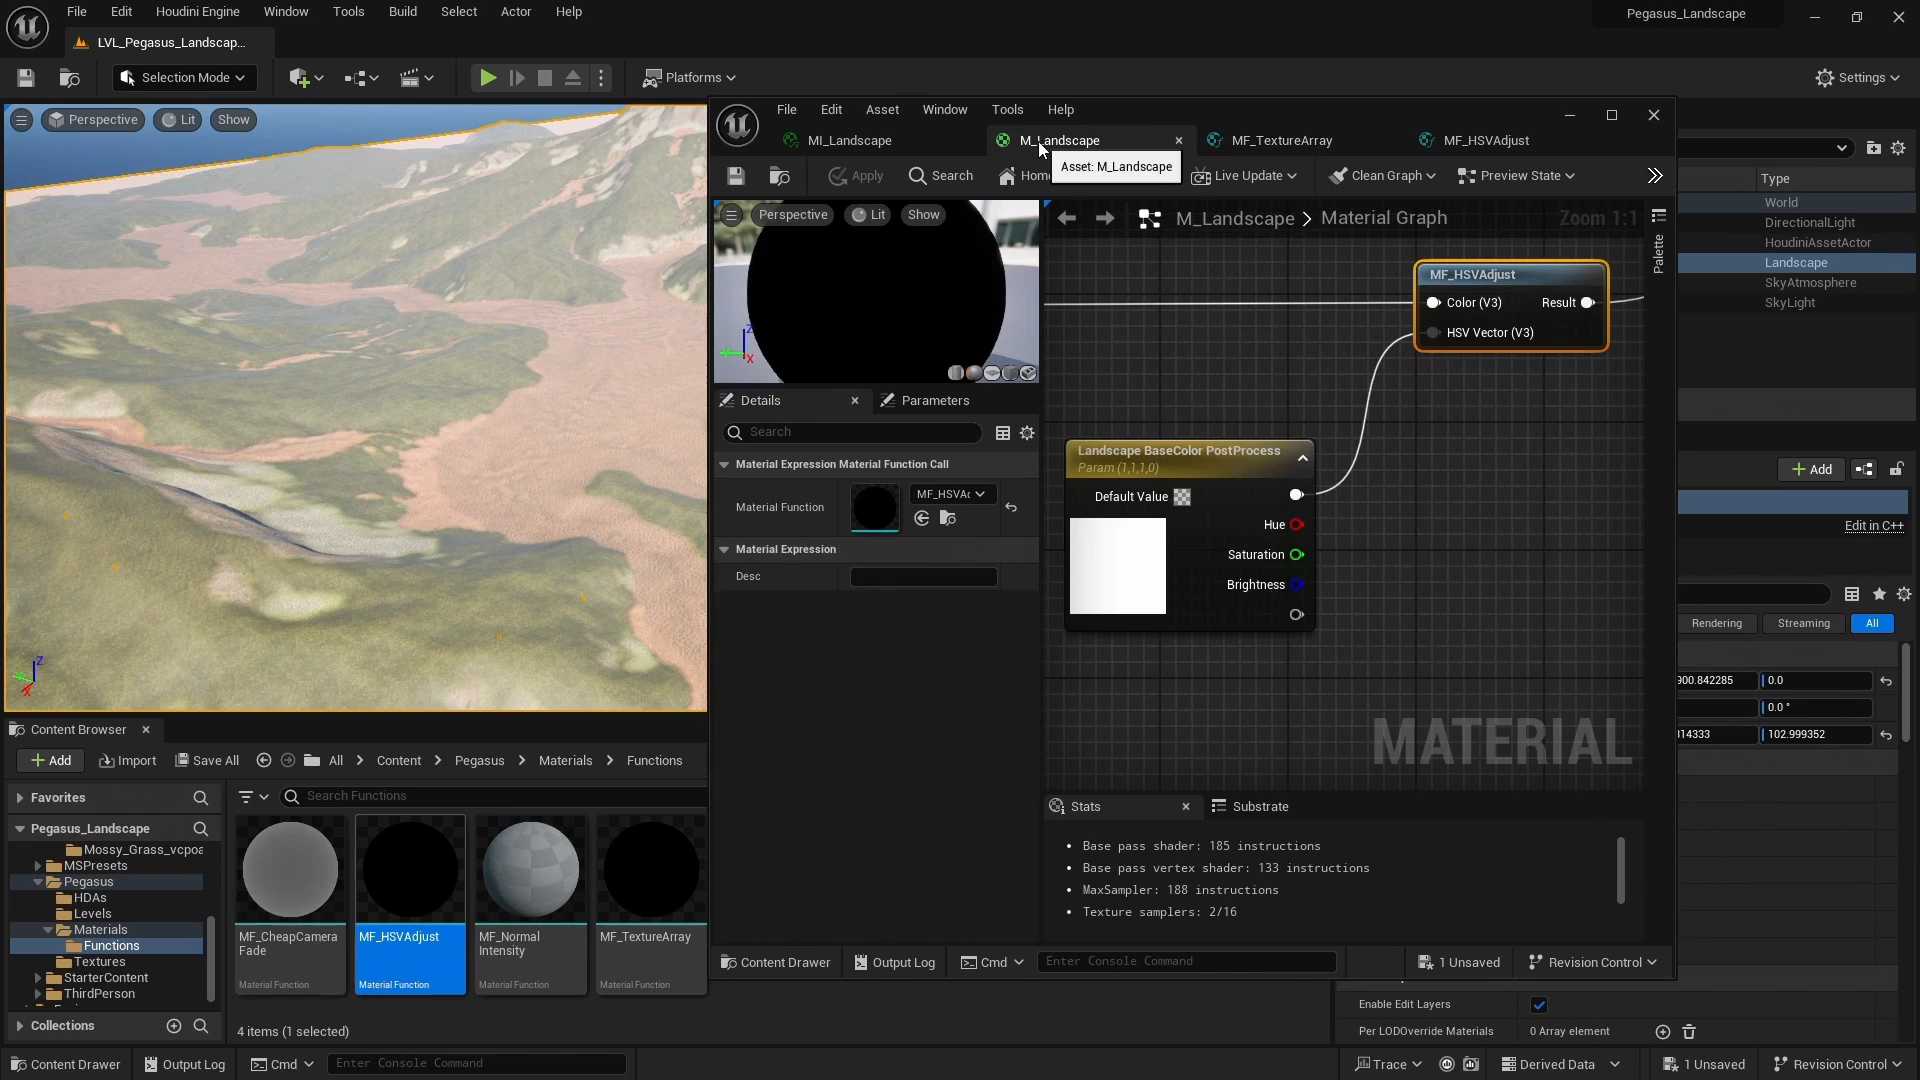 File Edit Houdini Engine Window Tools Build Select Actor Help
Pegasus_Landscape
LVL_Pegasus_Landscap...
Selection Mode
Platforms
Settings
Perspective Lit Show
File Edit Asset Window Tools Help
MI_Landscape M_Landscape MF_TextureArray MF_HSVAdjust
Asset: M_Landscape
Apply Search Home Live Update Clean Graph Preview State
Type
World
DirectionalLight
HoudiniAssetActor
Landscape
SkyAtmosphere
SkyLight
Perspective Lit Show
M_Landscape > Material Graph Zoom 1:1
Palette
MF_HSVAdjust
Color (V3) Result
HSV Vector (V3)
Z
X
Details Parameters
Search
Material Expression Material Function Call
Material Function
Material Expression
Desc
Landscape BaseColor PostProcess
Param (1,1,1,0)
Default Value
Hue
Saturation
Brightness
MATERIAL
Stats Substrate
Base pass shader: 185 instructions
Base pass vertex shader: 133 instructions
MaxSampler: 188 instructions
Texture samplers: 2/16
Content Drawer Output Log Cmd Enter Console Command 1 Unsaved Revision Control
Add
Edit in C++
Rendering Streaming All
900.842285 0.0
0.0 °
102.999352
Enable Edit Layers
Per LODOverride Materials 0 Array element
Content Browser
Add Import Save All All > Content > Pegasus > Materials > Functions
Favorites
Search Functions
Pegasus_Landscape
MSPresets
Pegasus
HDAs
Levels
Materials
Functions
Textures
StarterContent
ThirdPerson
Collections
MF_CheapCamera
Fade
Material Function
MF_HSVAdjust
Material Function
MF_Normal
Intensity
Material Function
MF_TextureArray
Material Function
4 items (1 selected)
Content Drawer Output Log Cmd Enter Console Command Trace Derived Data 1 Unsaved Revision Control